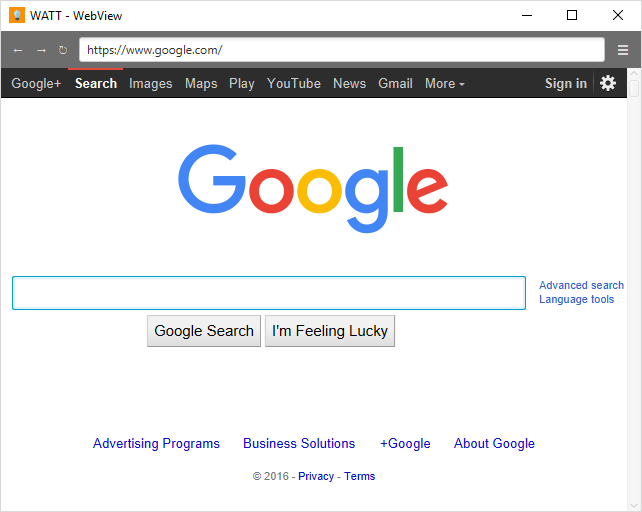 WATT - WebView
https://www.google.com/
Google+ Search Images Maps Play YouTube News Gmail More Sign in
Google
Advanced search
Language tools
Google Search I'm Feeling Lucky
Advertising Programs Business Solutions +Google About Google
© 2016 - Privacy - Terms